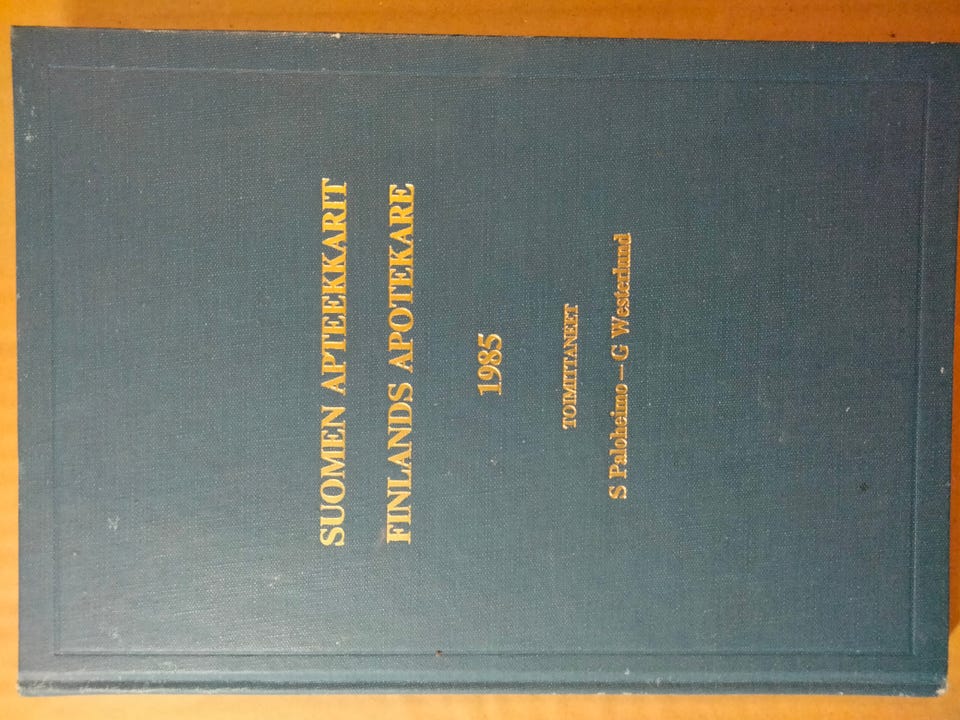 SUOMEN APTEEKKARIT
FINLANDS APOTEKARE
1985
TOIMITTANEET
S Paloheimo – G Westerlund